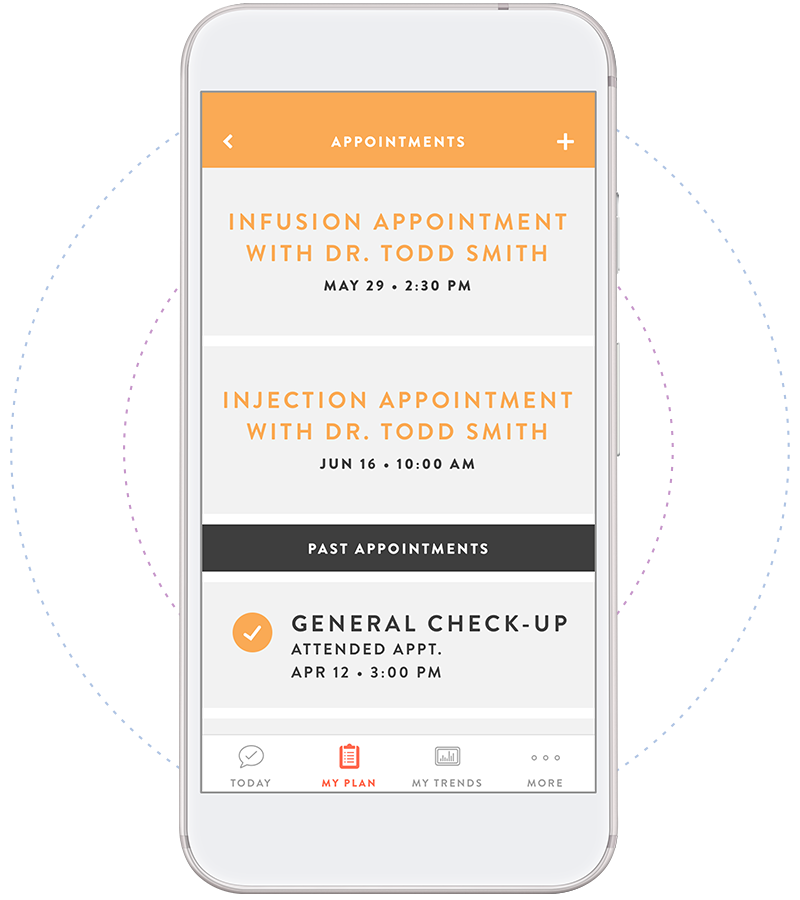 APPOINTMENTS
INFUSION APPOINTMENT
WITH DR. TODD SMITH
MAY 29 • 2:30 PM
INJECTION APPOINTMENT
WITH DR. TODD SMITH
JUN 16 • 10:00 AM
PAST APPOINTMENTS
GENERAL CHECK-UP
ATTENDED APPT.
APR 12 • 3:00 PM
TODAY MY PLAN MY TRENDS MORE